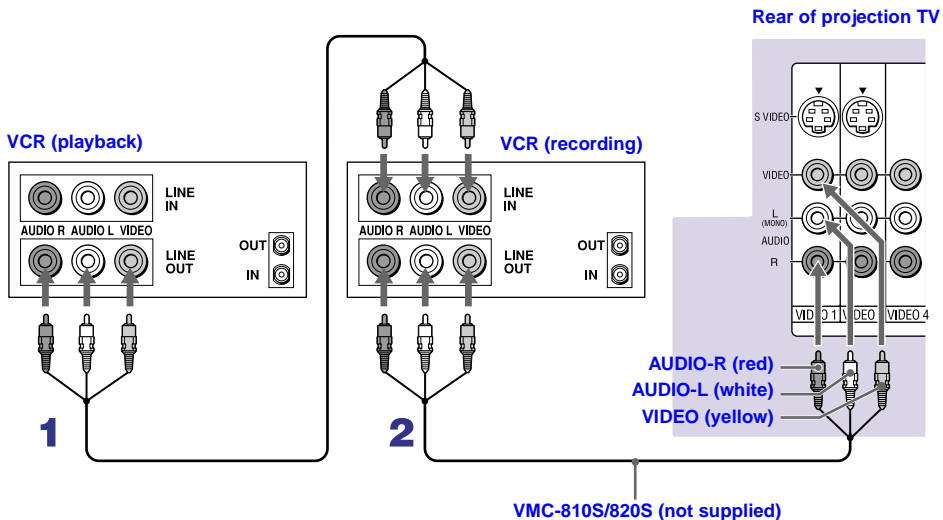 Rear of projection TV
S VIDEO
VIDEO
L
(MONO)
AUDIO
R
VIDEO 1
VIDEO
VIDEO 4
VCR (playback)
LINE
IN
AUDIO R AUDIO L VIDEO
LINE
OUT
OUT
IN
VCR (recording)
LINE
IN
AUDIO R AUDIO L VIDEO
LINE
OUT
OUT
IN
AUDIO-R (red)
AUDIO-L (white)
VIDEO (yellow)
1
2
VMC-810S/820S (not supplied)